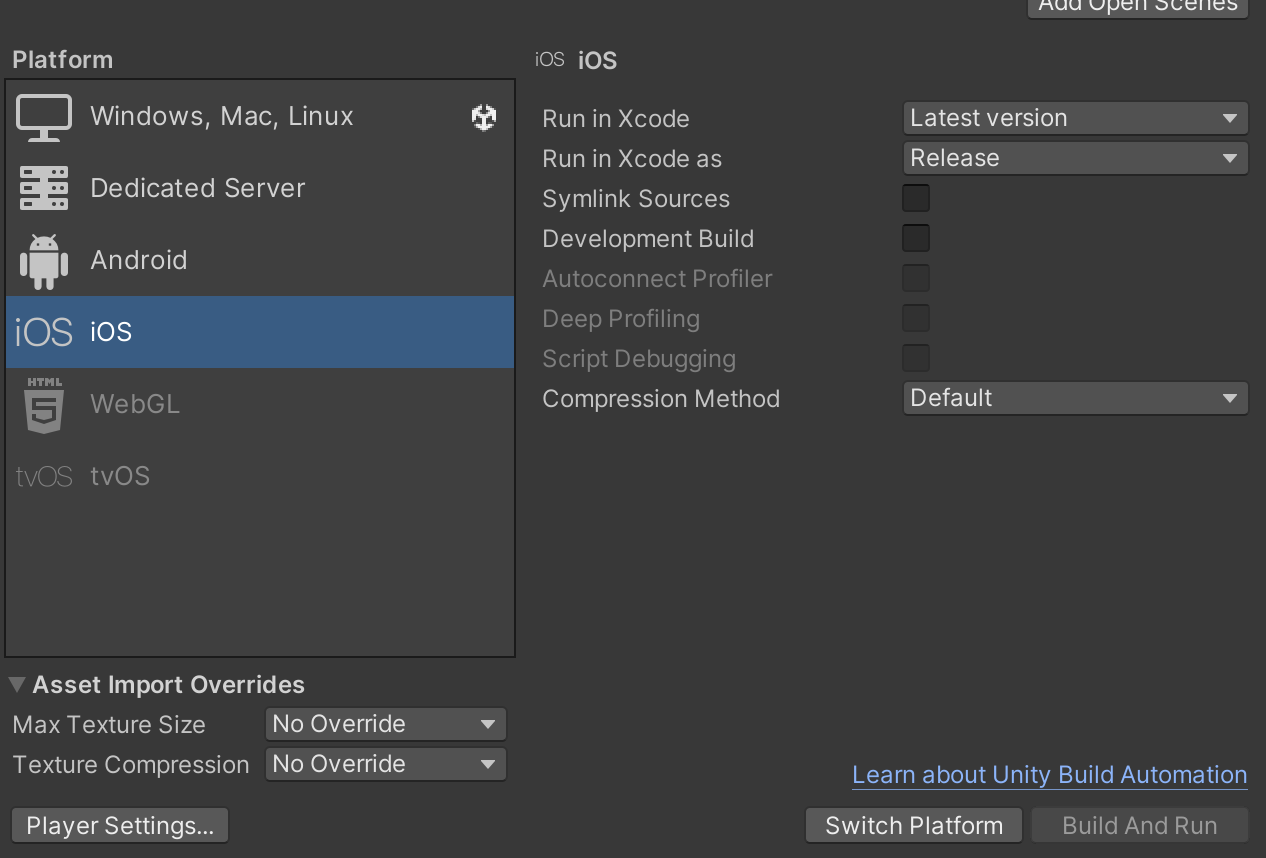 Add Open Scenes
Platform
iOS iOS
Windows, Mac, Linux
Dedicated Server
Android
iOS iOS
HTML
5 WebGL
tvOS tvOS
Run in Xcode Latest version
Run in Xcode as Release
Symlink Sources
Development Build
Autoconnect Profiler
Deep Profiling
Script Debugging
Compression Method Default
Asset Import Overrides
Max Texture Size No Override
Texture Compression No Override
Learn about Unity Build Automation
Player Settings... Switch Platform Build And Run